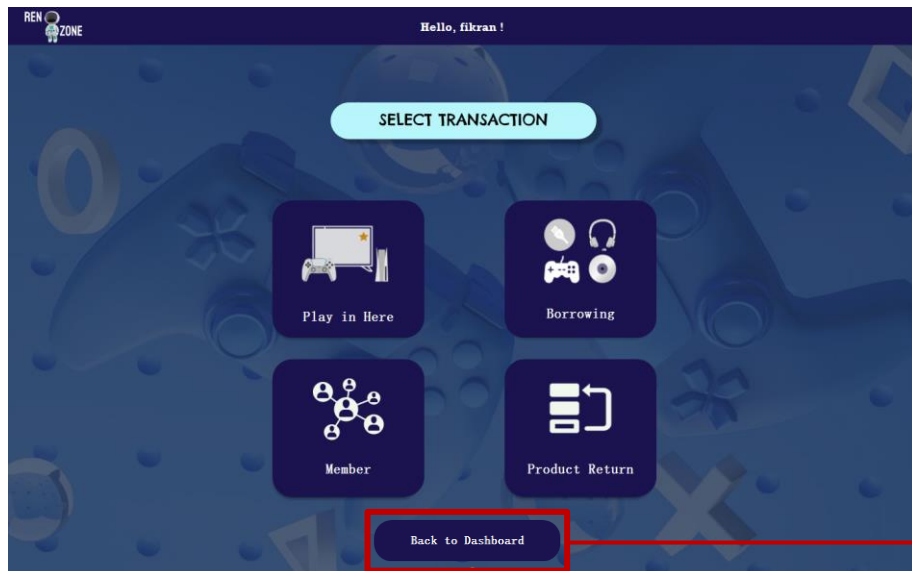 REN
ZONE
Hello, fikran !
SELECT TRANSACTION
Play in Here
Borrowing
Member
Product Return
Back to Dashboard